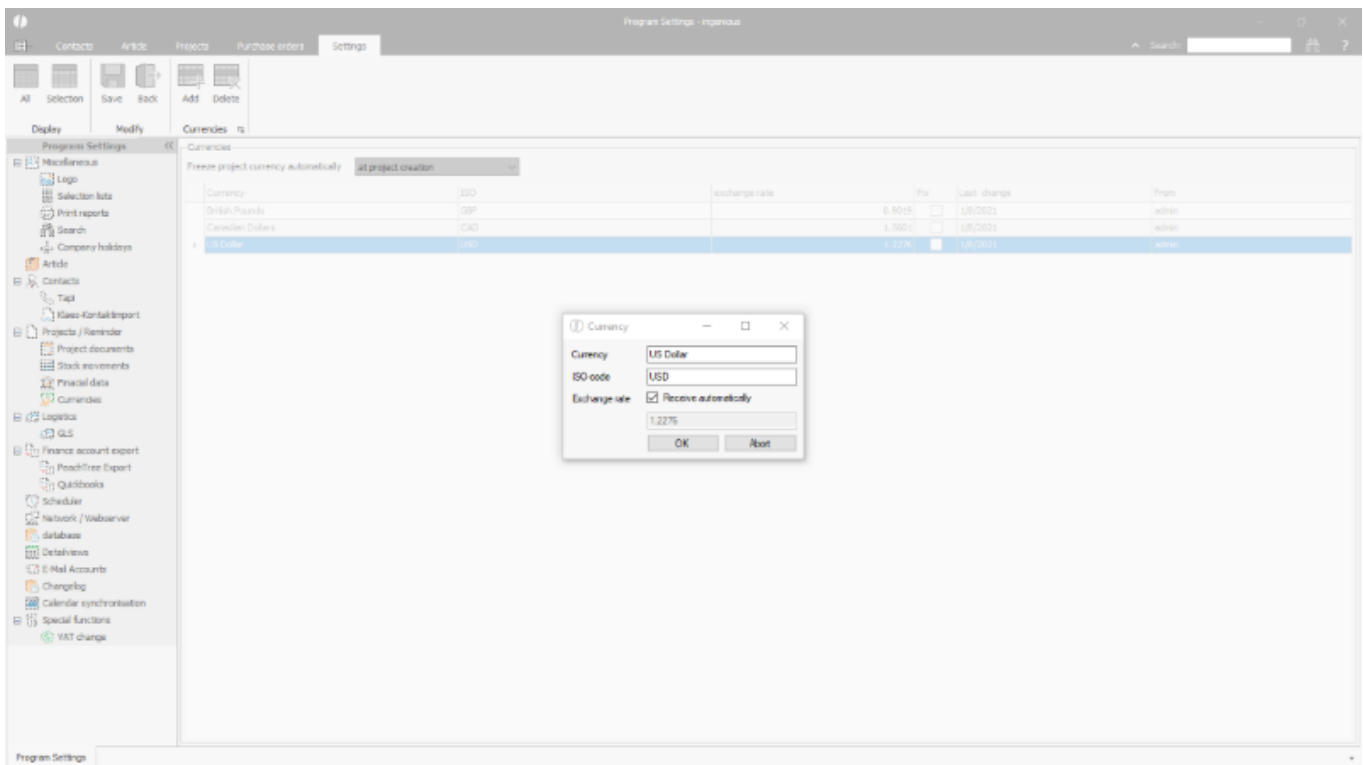 Program Settings - ingenious
Contacts Article Projects Purchase orders Settings Search: ?
All Selection Save Back Add Delete
Display Modify Currencies
Program Settings
Currencies
Miscellaneous
Freeze project currency automatically at project creation
Logo
Selection lists
Currency ISO exchange rate Fix Last change From
Print reports
British Pounds GBP 0.9015 1/8/2021 admin
Search
Canadian Dollars CAD 1.5601 1/8/2021 admin
Company holidays
US Dollar USD 1.2276 1/8/2021 admin
Article
Contacts
Tapi
Klaes-Kontaktimport
Projects / Reminder
Project documents
Stock movements
Finacial data
Currencies
Logistics
GLS
Finance account export
PeachTree Export
Quickbooks
Scheduler
Network / Webserver
database
Detailviews
E-Mail Accounts
Changelog
Calendar synchronisation
Special functions
VAT change
Currency
Currency US Dollar
ISO-code USD
Exchange rate Receive automatically
1.2276
OK Abort
Program Settings